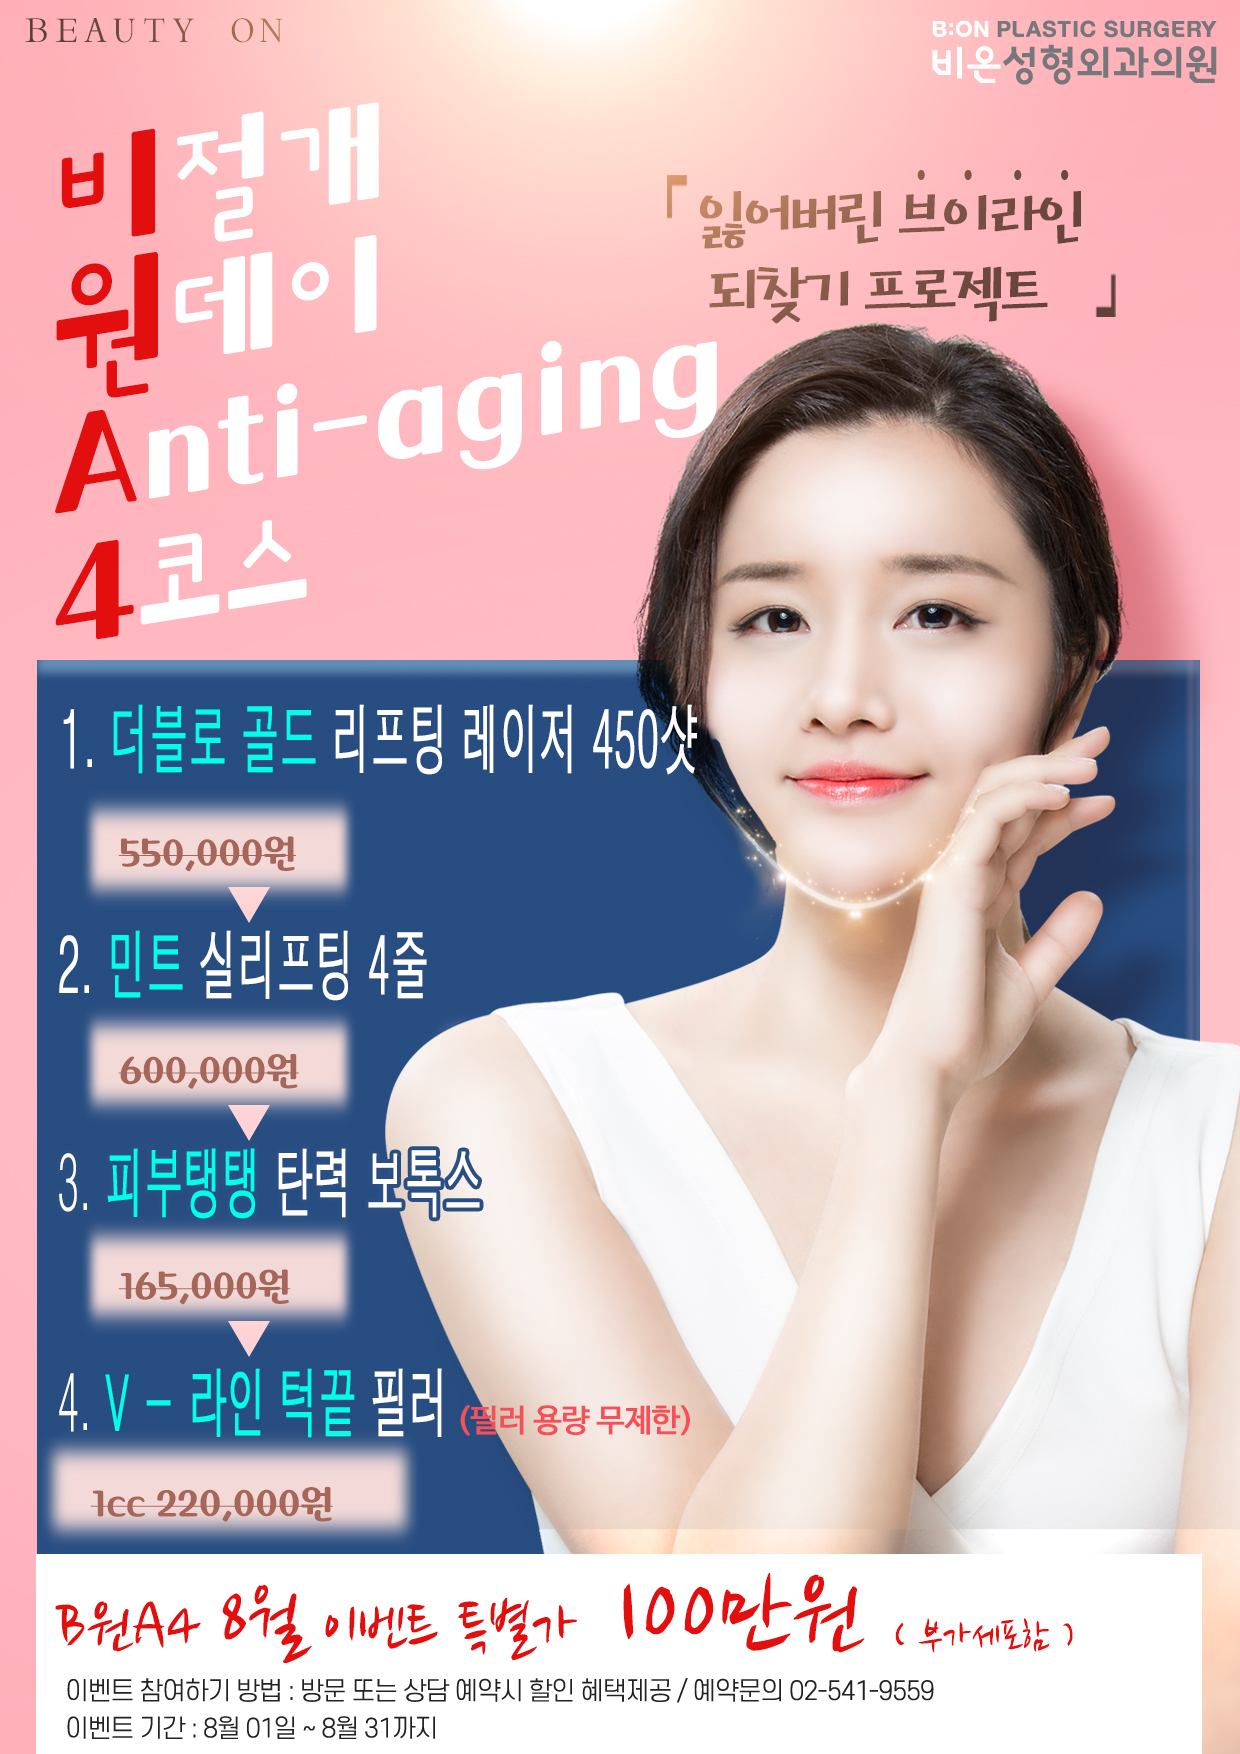 BEAUTY ON
B:ON PLASTIC SURGERY
비온성형외과의원
비절개
원데이
Anti-aging
4코스
「잃어버린 브이라인
되찾기 프로젝트 」
1. 더블로 골드 리프팅 레이저 450샷
550,000원
2. 민트 실리프팅 4줄
600,000원
3. 피부탱탱 탄력 보톡스
165,000원
4. V - 라인 턱끝 필러 (필러 용량 무제한)
1cc 220,000원
B원A4 8월 이벤트 특별가 100만원 ( 부가세포함 )
이벤트 참여하기 방법 : 방문 또는 상담 예약시 할인 혜택제공 / 예약문의 02-541-9559
이벤트 기간 : 8월 01일 ~ 8월 31까지